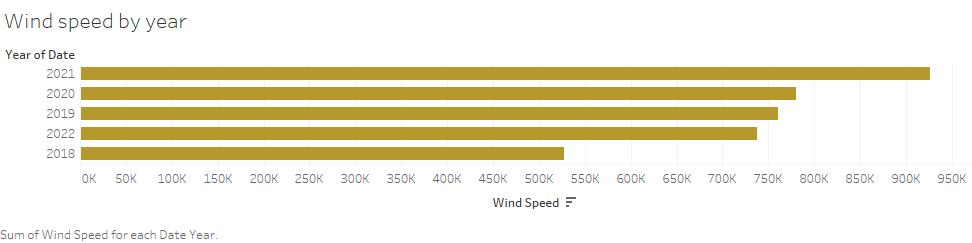 Wind speed by year
Year of Date
2021
2020
2019
2022
2018
0K 50K 100K 150K 200K 250K 300K 350K 400K 450K 500K 550K 600K 650K 700K 750K 800K 850K 900K 950K
Wind Speed
Sum of Wind Speed for each Date Year.